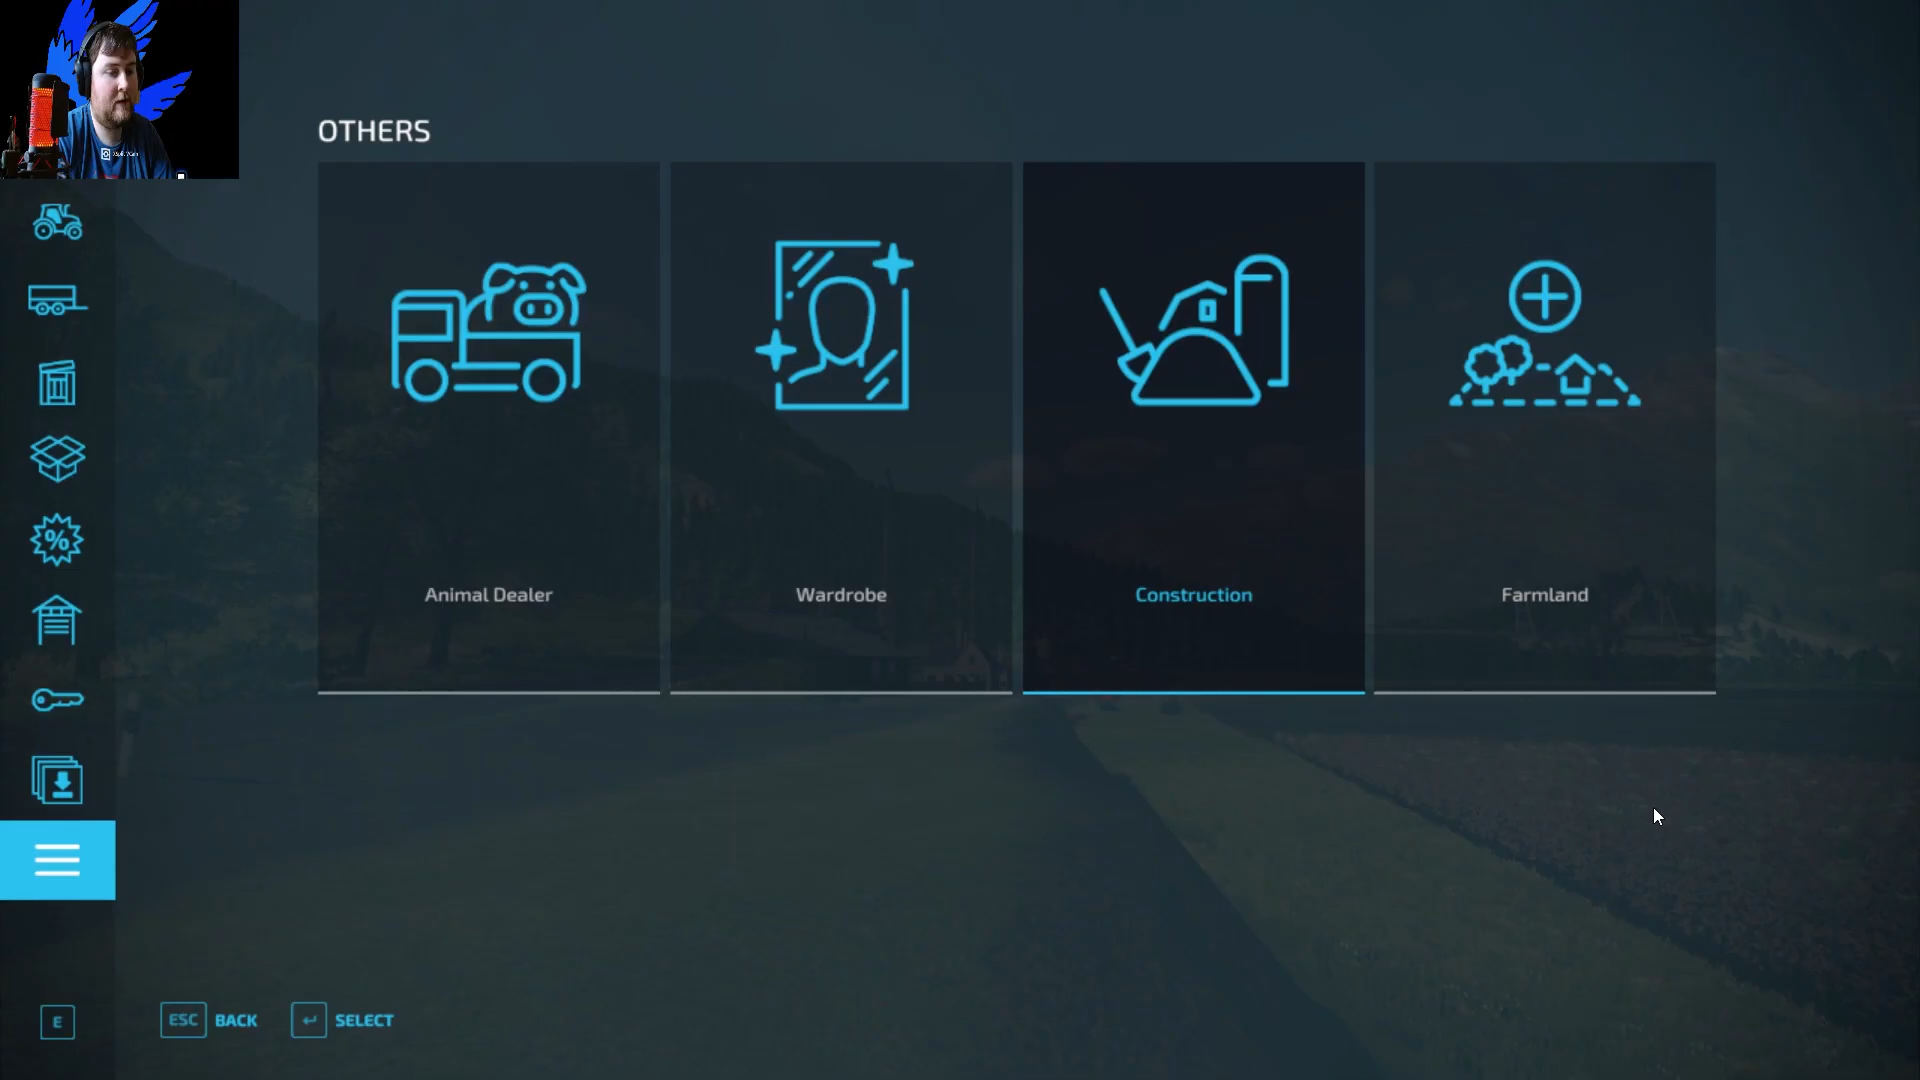 OTHERS
Animal Dealer
Wardrobe
Construction
Farmland
%
E
ESC BACK
SELECT